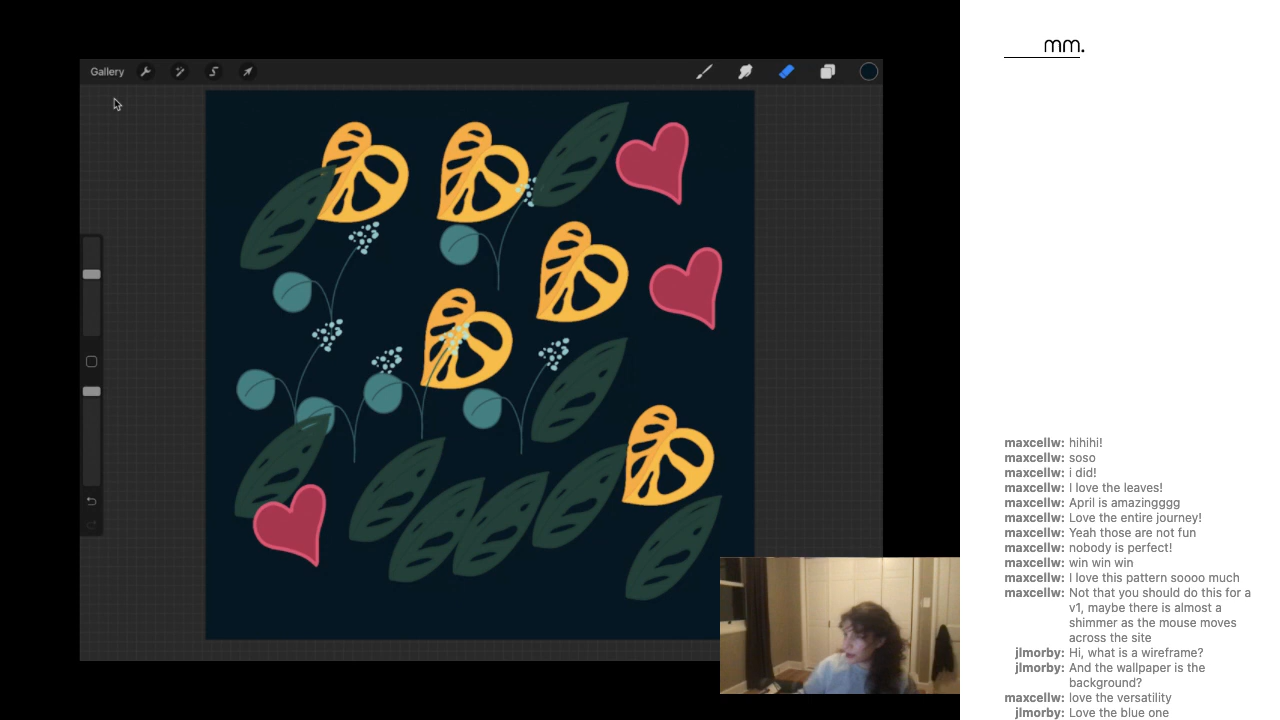 Gallery
mm.
maxcellw: hihihi!
maxcellw: soso
maxcellw: i did!
maxcellw: I love the leaves!
maxcellw: April is amazingggg
maxcellw: Love the entire journey!
maxcellw: Yeah those are not fun
maxcellw: nobody is perfect!
maxcellw: win win win
maxcellw: I love this pattern soooo much
maxcellw: Not that you should do this for a
v1, maybe there is almost a
shimmer as the mouse moves
across the site
jlmorby: Hi, what is a wireframe?
jlmorby: And the wallpaper is the
background?
maxcellw: love the versatility
jlmorby: Love the blue one